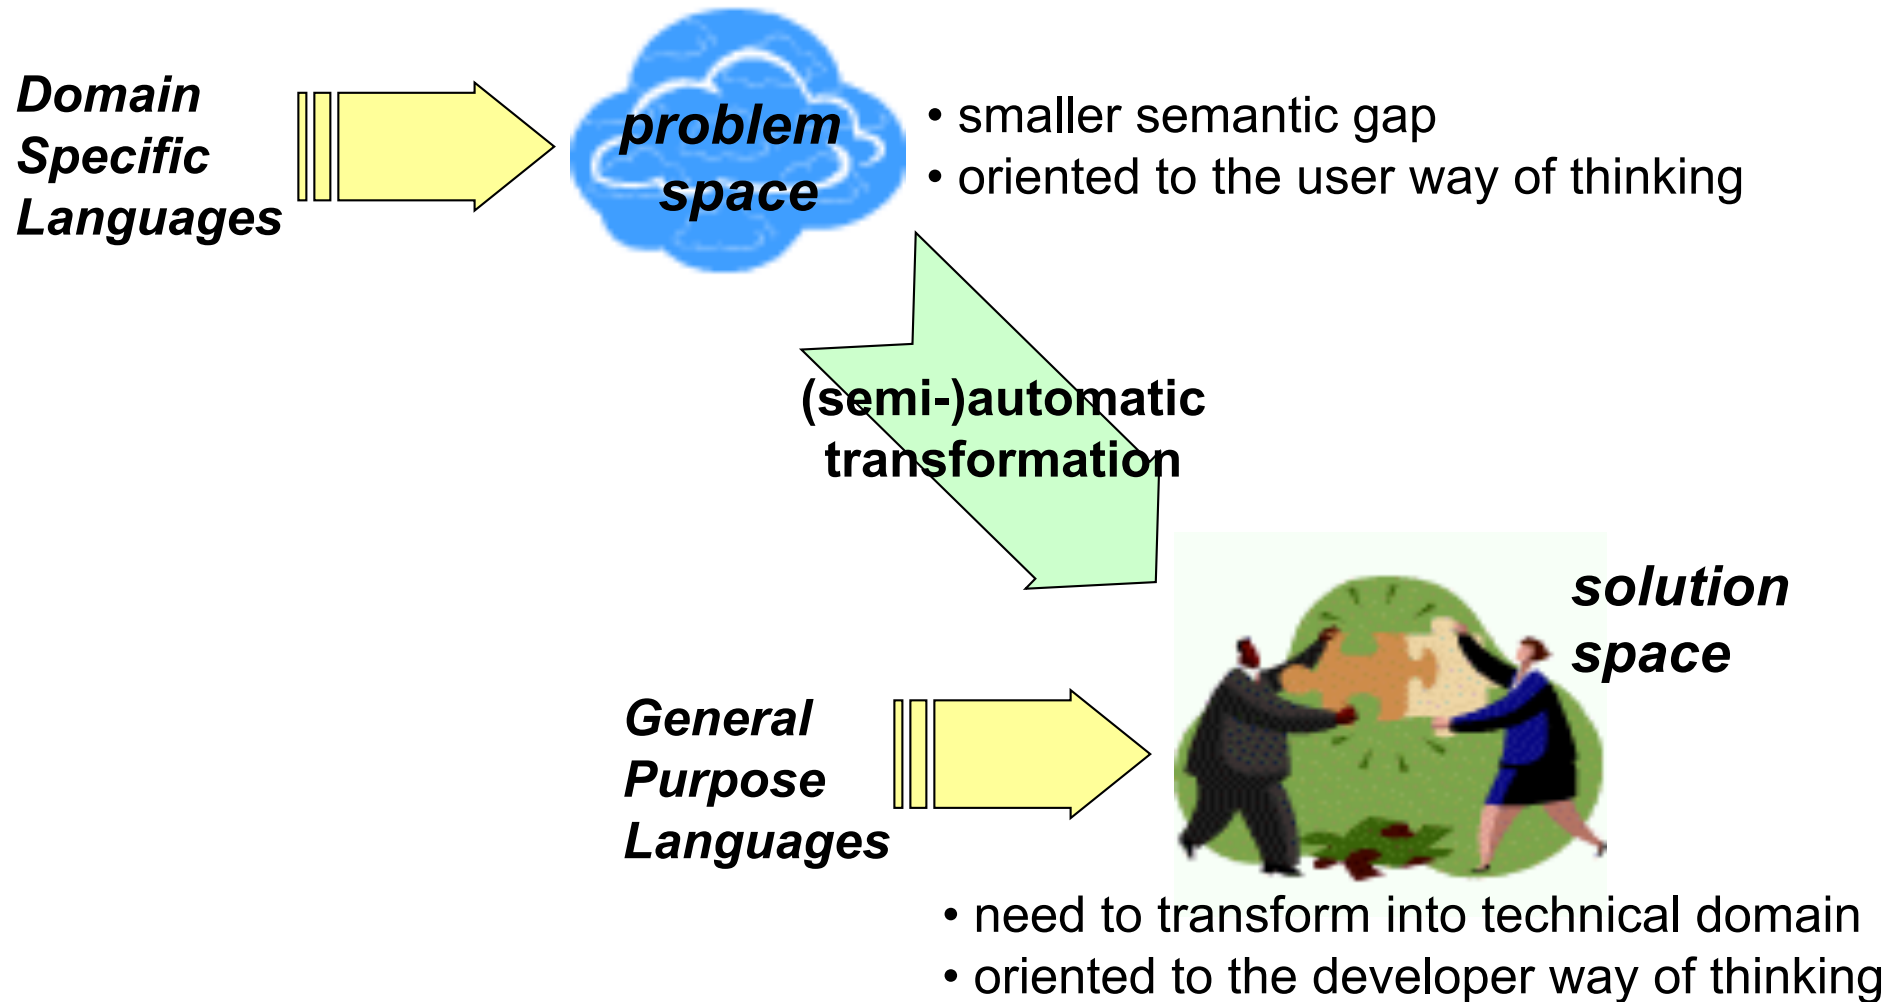 Domain
Specific
Languages
problem
space
• smaller semantic gap
• oriented to the user way of thinking
(semi-)automatic
transformation
solution
space
General
Purpose
Languages
• need to transform into technical domain
• oriented to the developer way of thinking